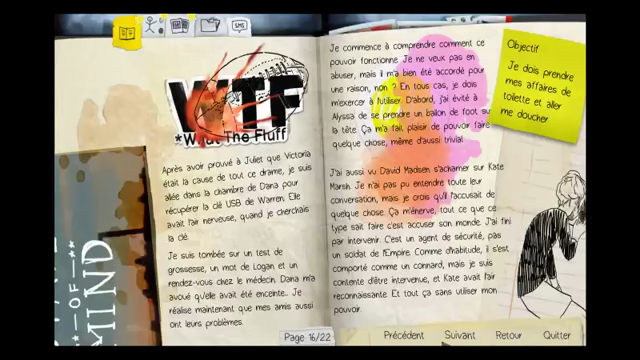 SMS
WTF
*What The Fluff
Après avoir prouvé à Juliet que Victoria
était la cause de tout ce drame, je suis
allée dans la chambre de Dana pour
récupérer la clé USB de Warren. Elle
avait l'air nerveuse, quand je cherchais
la clé.
Je suis tombée sur un test de
grossesse, un mot de Logan et un
rendez-vous chez le médecin. Dana m'a
avoué qu'elle avait été enceinte... Je
réalise maintenant que mes amis aussi
ont leurs problèmes.
OF
MIND
Page 16/22
Je commence à comprendre comment ce
pouvoir fonctionne. Je ne veux pas en
abuser, mais il m'a bien été accordé pour
une raison, non ? En tous cas, je dois
m'exercer à l'utiliser. D'abord, j'ai évité à
Alyssa de se prendre un ballon de foot sur
la tête. Ça m'a fait plaisir de pouvoir faire
quelque chose, même d'aussi trivial.
J'ai aussi vu David Madsen s'acharner sur Kate
Marsh. Je n'ai pas pu entendre toute leur
conversation, mais je crois qu'il l'accusait de
quelque chose. Ça m'énerve, tout ce que ce
type sait faire c'est accuser son monde. J'ai fini
par intervenir. C'est un agent de sécurité, pas
un soldat de l'Empire. Comme d'habitude, il s'est
comporté comme un connard, mais je suis
contente d'être intervenue, et Kate avait l'air
reconnaissante. Et tout ça sans utiliser mon
pouvoir.
Objectif
Je dois prendre
mes affaires de
toilette et aller
me doucher
Précédent Suivant Retour Quitter